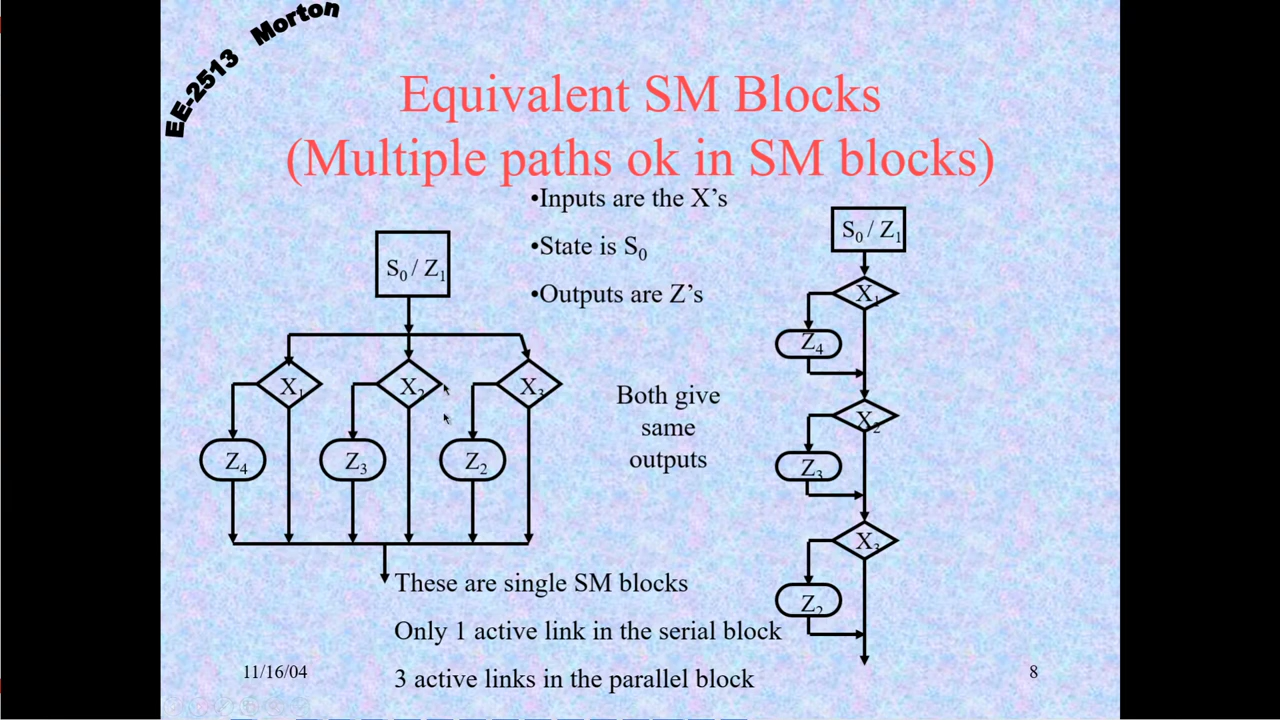 EE-2513 Morton
Equivalent SM Blocks
(Multiple paths ok in SM blocks)
•Inputs are the X’s
•State is S0
•Outputs are Z’s
S0 / Z1
X1
X2
X3
Z4
Z3
Z2
Both give
same
outputs
S0 / Z1
X1
Z4
X2
Z3
X3
Z2
These are single SM blocks
Only 1 active link in the serial block
3 active links in the parallel block
11/16/04
8